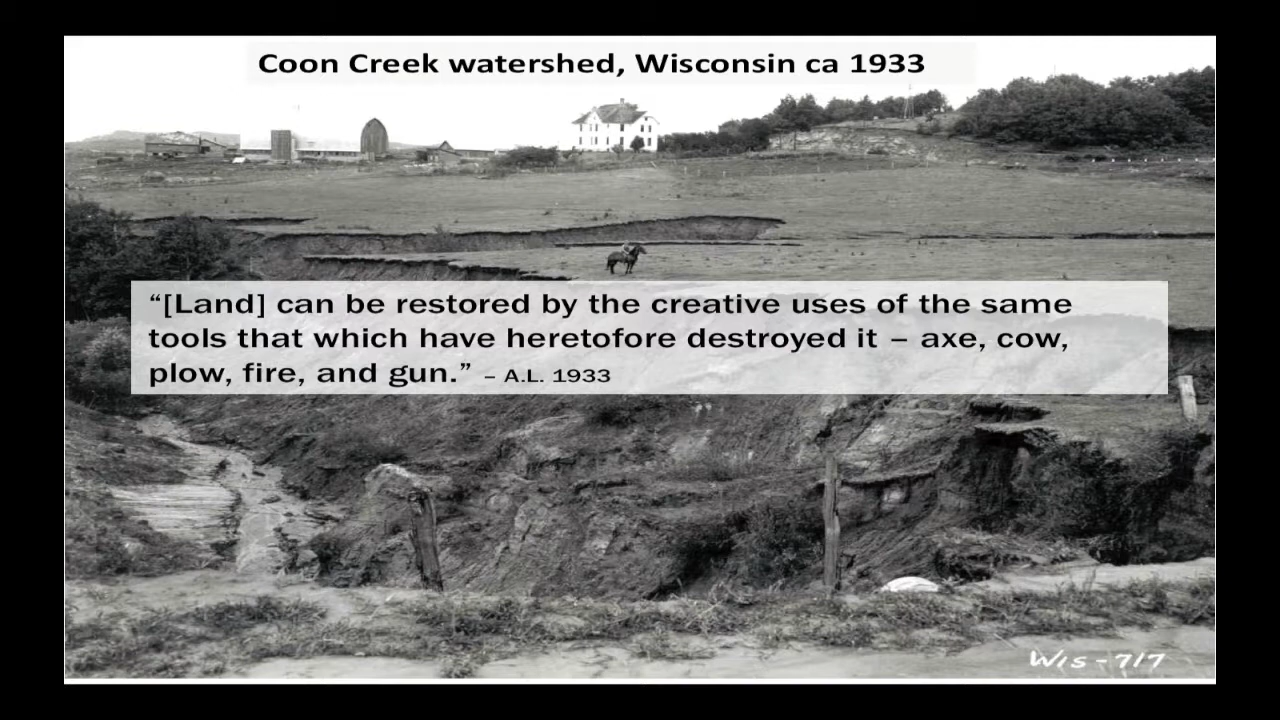 Coon Creek watershed, Wisconsin ca 1933
“[Land] can be restored by the creative uses of the same
tools that which have heretofore destroyed it – axe, cow,
plow, fire, and gun.” – A.L. 1933
WIS-717